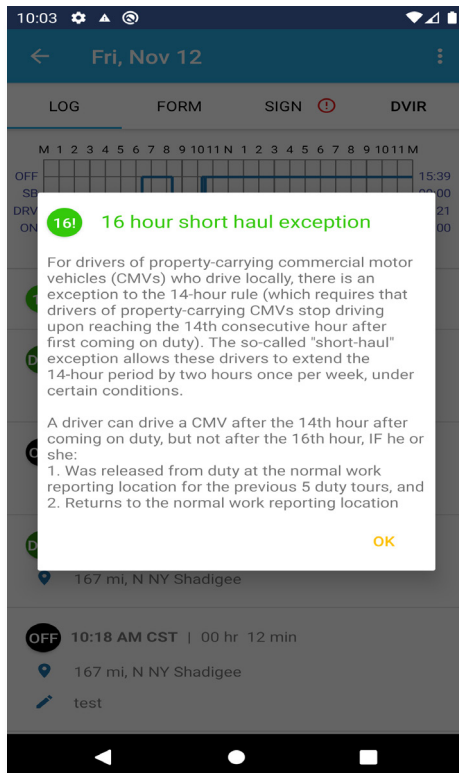 10:03
Fri, Nov 12
LOG FORM SIGN DVIR
M 1 2 3 4 5 6 7 8 9 10 11 N 1 2 3 4 5 6 7 8 9 10 11 M
OFF 15:39
SB 00:00
DRV 21
ON 00
16! 16 hour short haul exception
For drivers of property-carrying commercial motor
vehicles (CMVs) who drive locally, there is an
exception to the 14-hour rule (which requires that
drivers of property-carrying CMVs stop driving
upon reaching the 14th consecutive hour after
first coming on duty). The so-called "short-haul"
exception allows these drivers to extend the
14-hour period by two hours once per week, under
certain conditions.
A driver can drive a CMV after the 14th hour after
coming on duty, but not after the 16th hour, IF he or
she:
1. Was released from duty at the normal work
reporting location for the previous 5 duty tours, and
2. Returns to the normal work reporting location
OK
167 mi, N NY Shadigee
OFF 10:18 AM CST | 00 hr 12 min
167 mi, N NY Shadigee
test